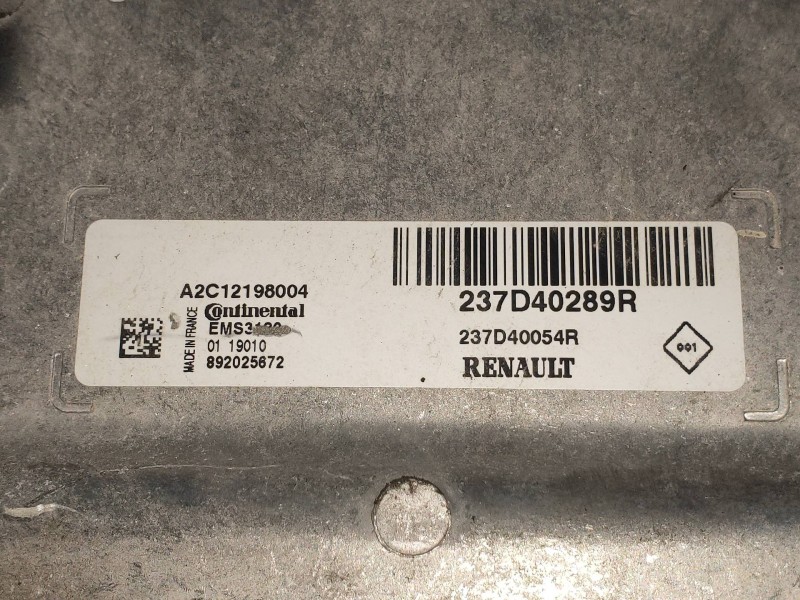 A2C12198004
MADE IN FRANCE
Continental
01 19010
892025672
237D40289R
237D40054R
RENAULT
001